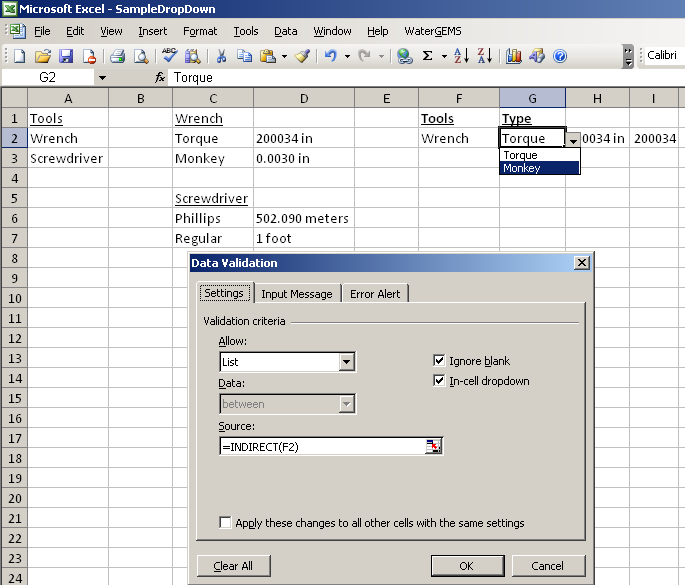 Microsoft Excel - SampleDropDown
File Edit View Insert Format Tools Data Window Help WaterGEMS
Calibri
G2 fx Torque
A B C D E F G H I
1 Tools Wrench Tools Type
2 Wrench Torque 200034 in Wrench Torque 0034 in 200034
Torque
3 Screwdriver Monkey 0.0030 in
Monkey
4
5 Screwdriver
6 Phillips 502.090 meters
7 Regular 1 foot
8
9
10
11
12
13
14
15
16
17
18
19
20
21
22
23
24
Data Validation
Settings Input Message Error Alert
Validation criteria
Allow:
List Ignore blank
Data: In-cell dropdown
between
Source:
=INDIRECT(F2)
Apply these changes to all other cells with the same settings
Clear All OK Cancel